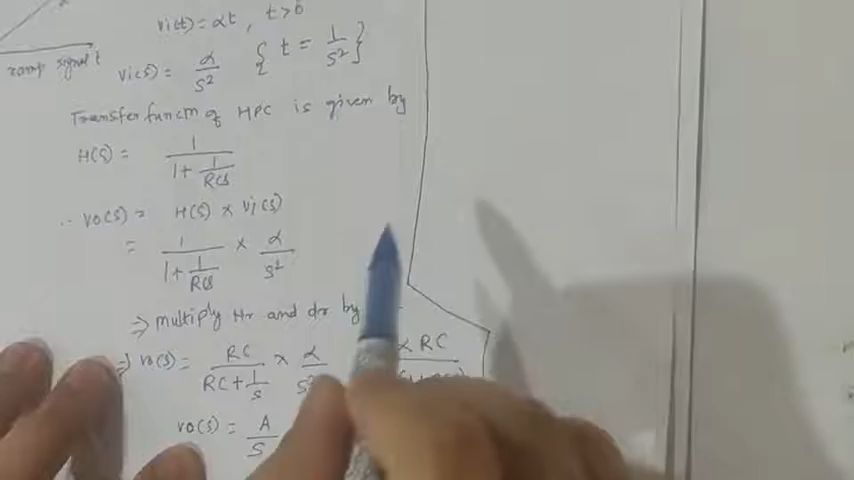 vi(t) = αt, t>0
ramp signal t
vi(s) = α/s² { t = 1/s² }
Transfer functn of HPC is given by
H(s) = 1/(1 + 1/RCs)
∴ vo(s) = H(s) × vi(s)
= 1/(1 + 1/RCs) × α/s²
⇒ multiply Nr and dr by
⇒ vo(s) = RC/(RC + 1/s) × α/s² α RC
vo(s) = A/s